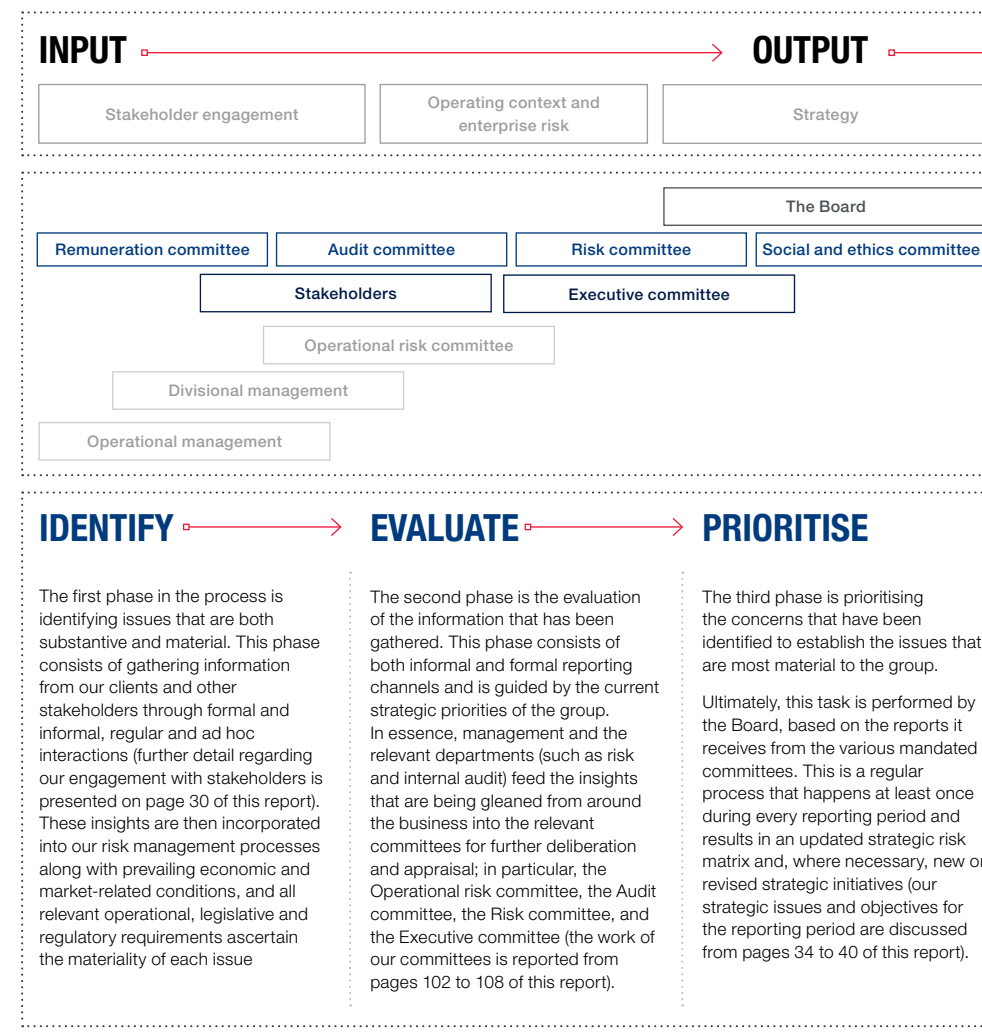 INPUT OUTPUT
Stakeholder engagement
Operating context and
enterprise risk
Strategy
The Board
Remuneration committee
Audit committee
Risk committee
Social and ethics committee
Stakeholders
Executive committee
Operational risk committee
Divisional management
Operational management
IDENTIFY
The first phase in the process is
identifying issues that are both
substantive and material. This phase
consists of gathering information
from our clients and other
stakeholders through formal and
informal, regular and ad hoc
interactions (further detail regarding
our engagement with stakeholders is
presented on page 30 of this report).
These insights are then incorporated
into our risk management processes
along with prevailing economic and
market-related conditions, and all
relevant operational, legislative and
regulatory requirements ascertain
the materiality of each issue
EVALUATE
The second phase is the evaluation
of the information that has been
gathered. This phase consists of
both informal and formal reporting
channels and is guided by the current
strategic priorities of the group.
In essence, management and the
relevant departments (such as risk
and internal audit) feed the insights
that are being gleaned from around
the business into the relevant
committees for further deliberation
and appraisal; in particular, the
Operational risk committee, the Audit
committee, the Risk committee, and
the Executive committee (the work of
our committees is reported from
pages 102 to 108 of this report).
PRIORITISE
The third phase is prioritising
the concerns that have been
identified to establish the issues that
are most material to the group.
Ultimately, this task is performed by
the Board, based on the reports it
receives from the various mandated
committees. This is a regular
process that happens at least once
during every reporting period and
results in an updated strategic risk
matrix and, where necessary, new or
revised strategic initiatives (our
strategic issues and objectives for
the reporting period are discussed
from pages 34 to 40 of this report).